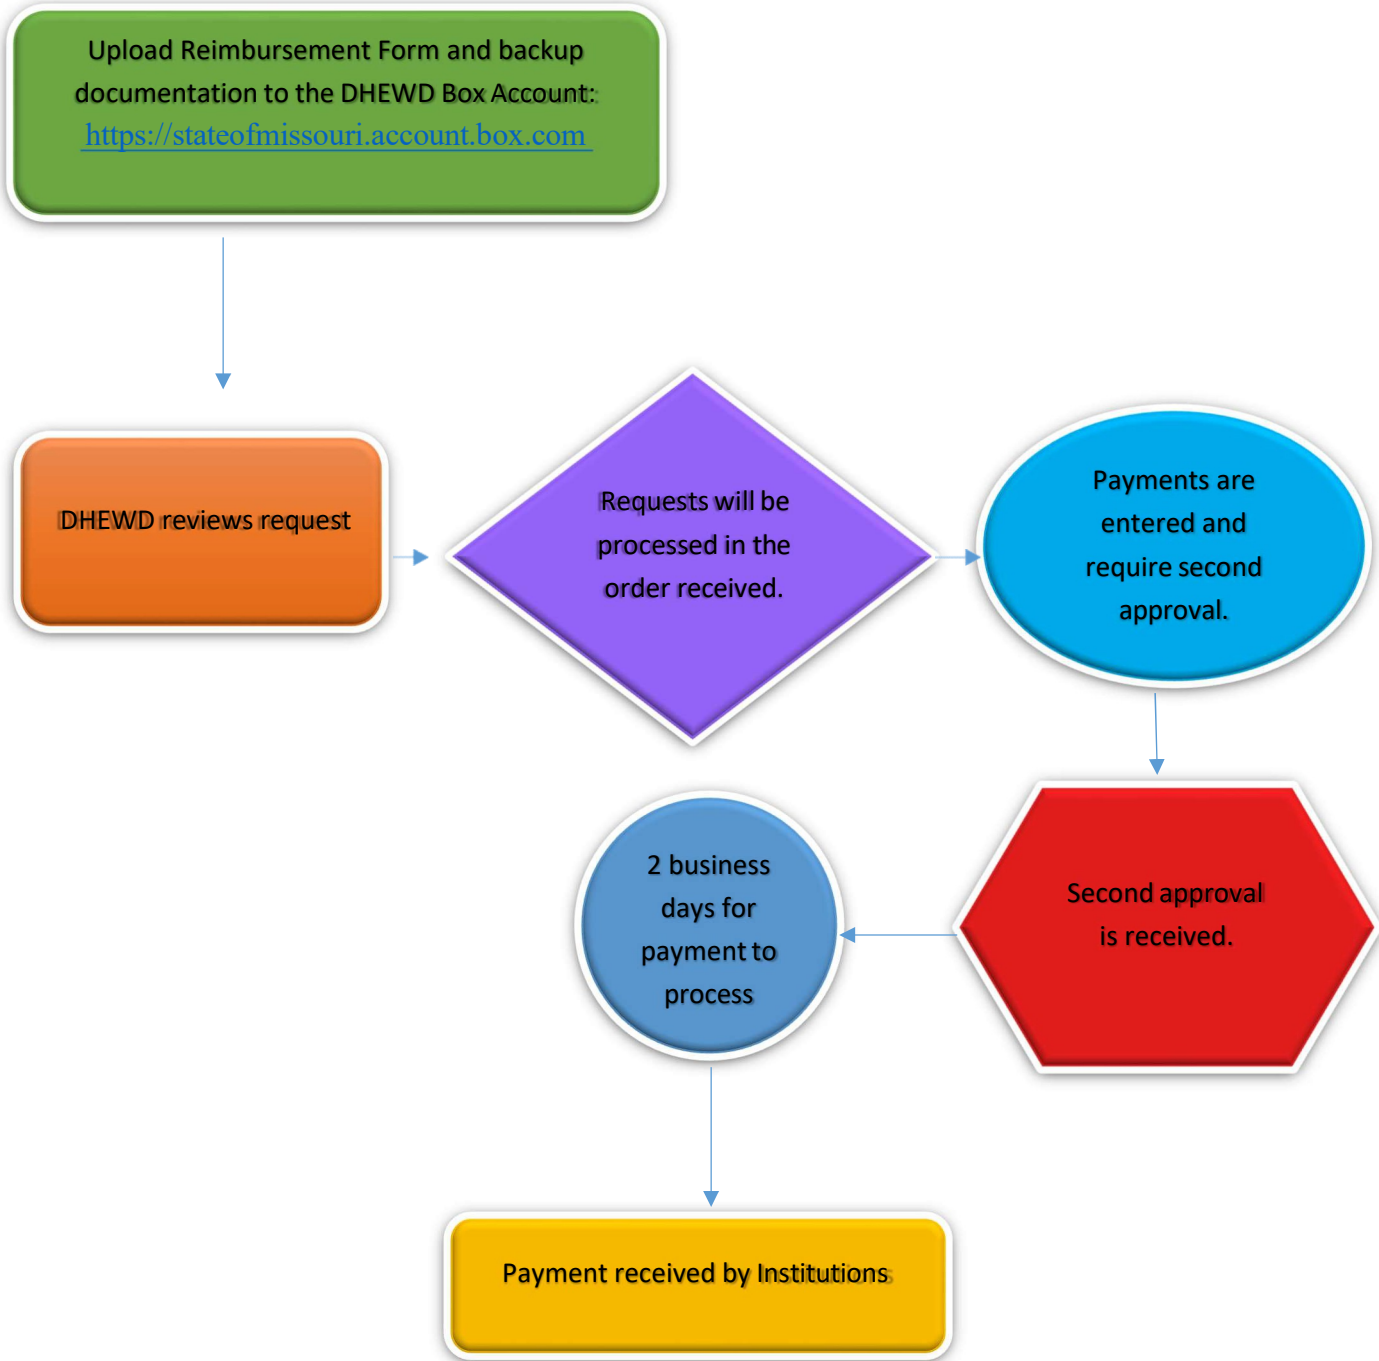 Upload Reimbursement Form and backup
documentation to the DHEWD Box Account:
https://stateofmissouri.account.box.com
DHEWD reviews request
Requests will be
processed in the
order received.
Payments are
entered and
require second
approval.
Second approval
is received.
2 business
days for
payment to
process
Payment received by Institutions